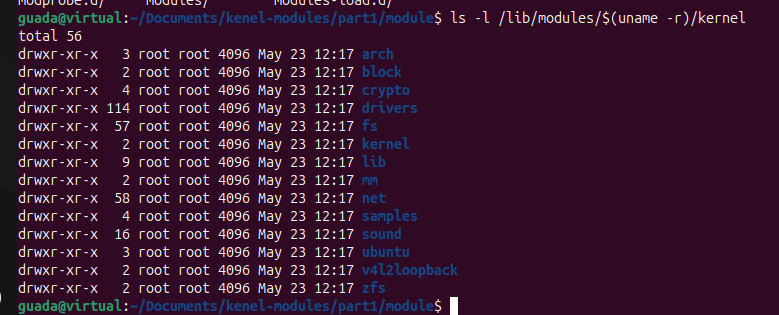 modprobe.d/ modules/ modules-load.d/
guada@virtual:~/Documents/kenel-modules/part1/module$ ls -l /lib/modules/$(uname -r)/kernel
total 56
drwxr-xr-x 3 root root 4096 May 23 12:17 arch
drwxr-xr-x 2 root root 4096 May 23 12:17 block
drwxr-xr-x 4 root root 4096 May 23 12:17 crypto
drwxr-xr-x 114 root root 4096 May 23 12:17 drivers
drwxr-xr-x 57 root root 4096 May 23 12:17 fs
drwxr-xr-x 2 root root 4096 May 23 12:17 kernel
drwxr-xr-x 9 root root 4096 May 23 12:17 lib
drwxr-xr-x 2 root root 4096 May 23 12:17 mm
drwxr-xr-x 58 root root 4096 May 23 12:17 net
drwxr-xr-x 4 root root 4096 May 23 12:17 samples
drwxr-xr-x 16 root root 4096 May 23 12:17 sound
drwxr-xr-x 3 root root 4096 May 23 12:17 ubuntu
drwxr-xr-x 2 root root 4096 May 23 12:17 v4l2loopback
drwxr-xr-x 2 root root 4096 May 23 12:17 zfs
guada@virtual:~/Documents/kenel-modules/part1/module$